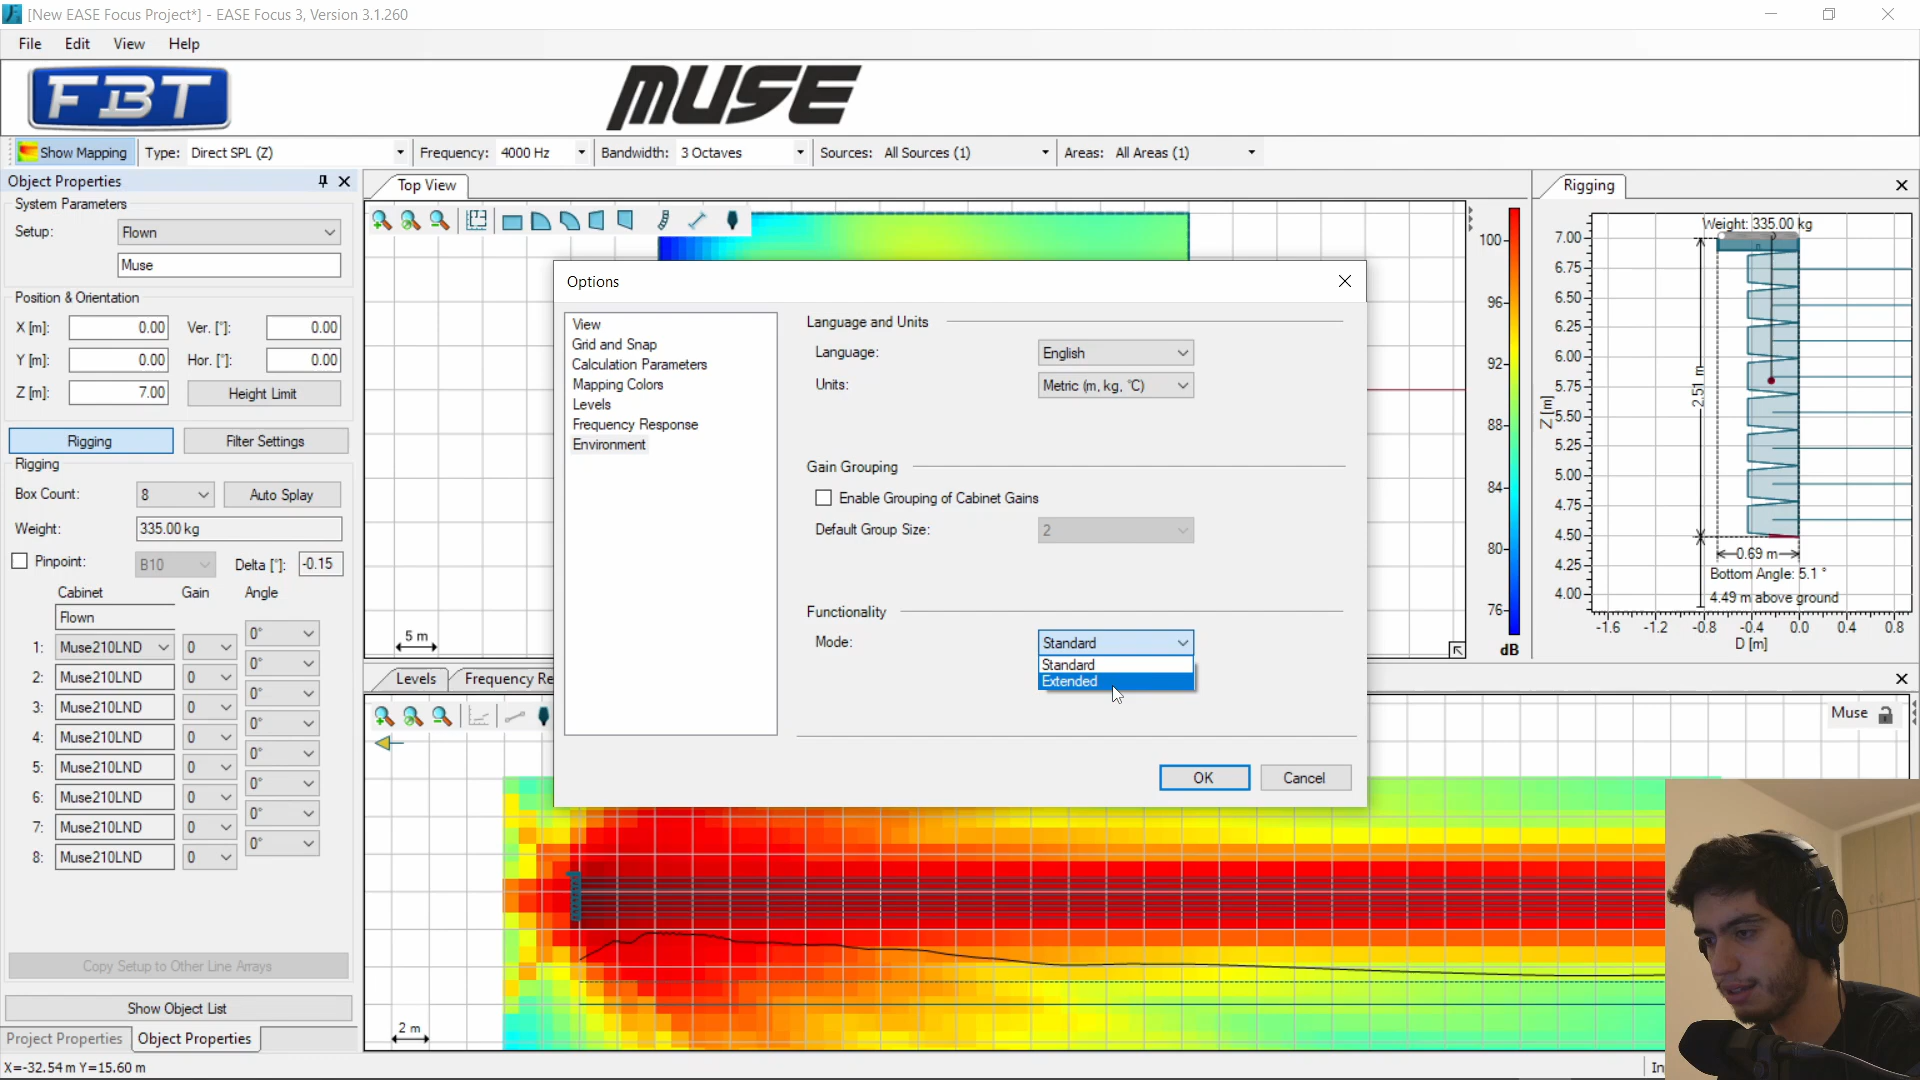 [New EASE Focus Project*] - EASE Focus 3, Version 3.1.260
File Edit View Help
FBT MUSE
Show Mapping Type: Direct SPL (Z) Frequency: 4000 Hz Bandwidth: 3 Octaves Sources: All Sources (1) Areas: All Areas (1)
Object Properties
System Parameters
Setup: Flown
Muse
Position & Orientation
X [m]: 0.00 Ver. [°]: 0.00
Y [m]: 0.00 Hor. [°]: 0.00
Z [m]: 7.00 Height Limit
Rigging Filter Settings
Rigging
Box Count: 8 Auto Splay
Weight: 335.00 kg
Pinpoint: B10 Delta [°]: -0.15
Cabinet Gain Angle
Flown
0°
1: Muse210LND 0
0°
2: Muse210LND 0
0°
3: Muse210LND 0
0°
4: Muse210LND 0
0°
5: Muse210LND 0
0°
6: Muse210LND 0
0°
7: Muse210LND 0
0°
8: Muse210LND 0
Copy Setup to Other Line Arrays
Show Object List
Project Properties Object Properties
X=-32.54 m Y=15.60 m
Top View
5 m
100
96
92
88
84
80
76
dB
Options
View
Grid and Snap
Calculation Parameters
Mapping Colors
Levels
Frequency Response
Environment
Language and Units
Language: English
Units: Metric (m, kg, °C)
Gain Grouping
Enable Grouping of Cabinet Gains
Default Group Size: 2
Functionality
Mode: Standard
Standard
Extended
OK Cancel
Rigging
Weight: 335.00 kg
7.00
6.75
6.50
6.25
6.00
5.75
5.50
5.25
5.00
4.75
4.50
4.25
4.00
Z [m]
2.51 m
0.69 m
Bottom Angle: 5.1 °
4.49 m above ground
-1.6 -1.2 -0.8 -0.4 0.0 0.4 0.8
D [m]
Levels Frequency Re
Muse
2 m
In